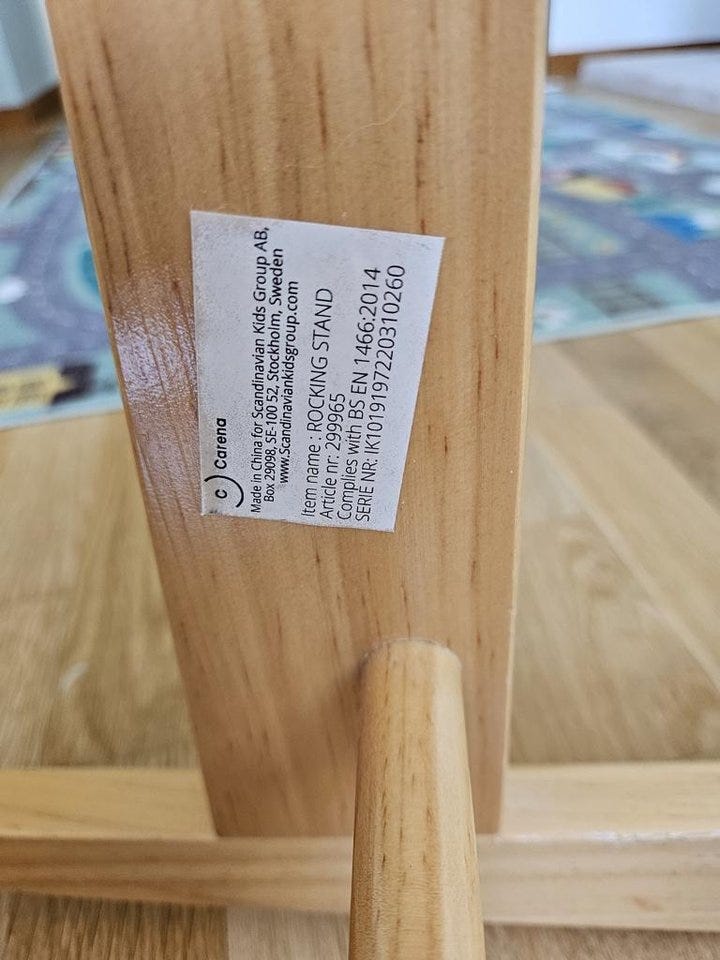 c Carena
Made in China for Scandinavian Kids Group AB,
Box 29098, SE-100 52, Stockholm, Sweden
www.Scandinaviankidsgroup.com
Item name : ROCKING STAND
Article nr: 299965
Complies with BS EN 1466:2014
SERIE NR: IK1019197220310260